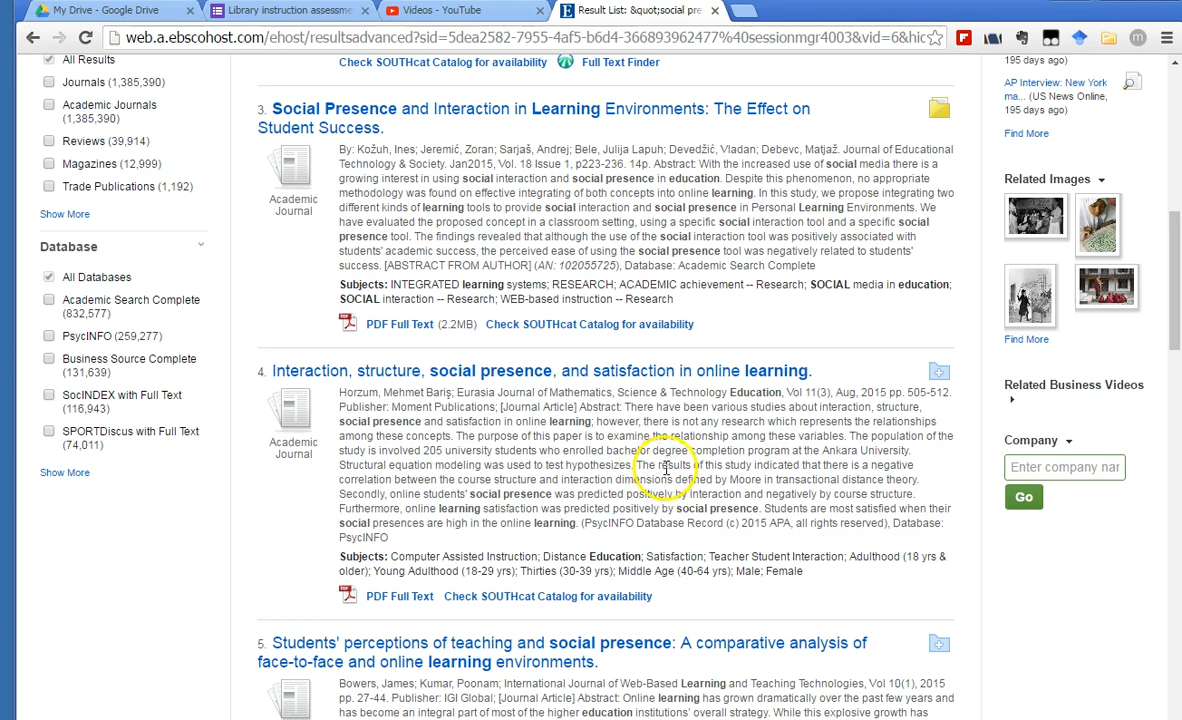 My Drive - Google Drive
Library instruction assessme
Videos - YouTube
Result List: &quot;social pre
web.a.ebscohost.com/ehost/resultsadvanced?sid=5dea2582-7955-4af5-b6d4-366893962477%40sessionmgr4003&vid=6&hic
All Results
Journals (1,385,390)
Academic Journals
(1,385,390)
Reviews (39,914)
Magazines (12,999)
Trade Publications (1,192)
Show More
Database
All Databases
Academic Search Complete
(832,577)
PsycINFO (259,277)
Business Source Complete
(131,639)
SocINDEX with Full Text
(116,943)
SPORTDiscus with Full Text
(74,011)
Show More
Check SOUTHcat Catalog for availability Full Text Finder
3. Social Presence and Interaction in Learning Environments: The Effect on
Student Success.
Academic
Journal
By: Kožuh, Ines; Jeremić, Zoran; Sarjaš, Andrej; Bele, Julija Lapuh; Devedžić, Vladan; Debevc, Matjaž. Journal of Educational
Technology & Society. Jan2015, Vol. 18 Issue 1, p223-236. 14p. Abstract: With the increased use of social media there is a
growing interest in using social interaction and social presence in education. Despite this phenomenon, no appropriate
methodology was found on effective integrating of both concepts into online learning. In this study, we propose integrating two
different kinds of learning tools to provide social interaction and social presence in Personal Learning Environments. We
have evaluated the proposed concept in a classroom setting, using a specific social interaction tool and a specific social
presence tool. The findings revealed that although the use of the social interaction tool was positively associated with
students' academic success, the perceived ease of using the social presence tool was negatively related to students'
success. [ABSTRACT FROM AUTHOR] (AN: 102055725), Database: Academic Search Complete
Subjects: INTEGRATED learning systems; RESEARCH; ACADEMIC achievement -- Research; SOCIAL media in education;
SOCIAL interaction -- Research; WEB-based instruction -- Research
PDF Full Text (2.2MB) Check SOUTHcat Catalog for availability
4. Interaction, structure, social presence, and satisfaction in online learning.
Academic
Journal
Horzum, Mehmet Bariş; Eurasia Journal of Mathematics, Science & Technology Education, Vol 11(3), Aug, 2015 pp. 505-512.
Publisher: Moment Publications; [Journal Article] Abstract: There have been various studies about interaction, structure,
social presence and satisfaction in online learning; however, there is not any research which represents the relationships
among these concepts. The purpose of this paper is to examine the relationship among these variables. The population of the
study is involved 205 university students who enrolled bachelor degree completion program at the Ankara University.
Structural equation modeling was used to test hypothesizes. The results of this study indicated that there is a negative
correlation between the course structure and interaction dimensions defined by Moore in transactional distance theory.
Secondly, online students' social presence was predicted positively by interaction and negatively by course structure.
Furthermore, online learning satisfaction was predicted positively by social presence. Students are most satisfied when their
social presences are high in the online learning. (PsycINFO Database Record (c) 2015 APA, all rights reserved), Database:
PsycINFO
Subjects: Computer Assisted Instruction; Distance Education; Satisfaction; Teacher Student Interaction; Adulthood (18 yrs &
older); Young Adulthood (18-29 yrs); Thirties (30-39 yrs); Middle Age (40-64 yrs); Male; Female
PDF Full Text Check SOUTHcat Catalog for availability
5. Students' perceptions of teaching and social presence: A comparative analysis of
face-to-face and online learning environments.
Bowers, James; Kumar, Poonam; International Journal of Web-Based Learning and Teaching Technologies, Vol 10(1), 2015
pp. 27-44. Publisher: IGI Global; [Journal Article] Abstract: Online learning has grown dramatically over the past few years and
has become an integral part of most of the higher education institutions' overall strategy. While this explosive growth has
195 days ago)
AP Interview: New York
ma... (US News Online,
195 days ago)
Find More
Related Images
Find More
Related Business Videos
Company
Enter company nar
Go